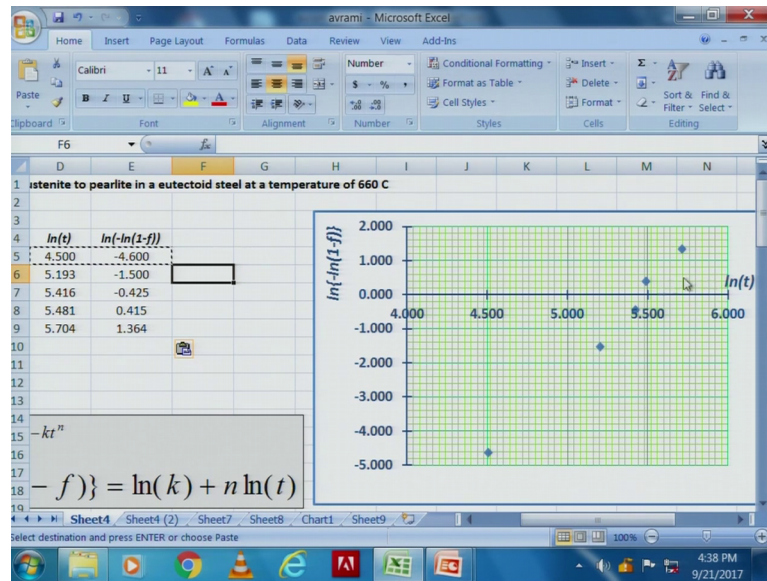 avrami - Microsoft Excel
Home Insert Page Layout Formulas Data Review View Add-Ins
Paste
Clipboard
Calibri 11
B I U
Font
Alignment
Number
$ % ,
Number
Conditional Formatting
Format as Table
Cell Styles
Styles
Insert
Delete
Format
Cells
Σ
Sort & Filter
Find & Select
Editing
F6 fx
D E F G H I J K L M N
1 ustenite to pearlite in a eutectoid steel at a temperature of 660 C
2
3
4 ln(t) ln(-ln(1-f))
5 4.500 -4.600
6 5.193 -1.500
7 5.416 -0.425
8 5.481 0.415
9 5.704 1.364
10
11
12
13
14
15 -kt^n
16
17
18 - f)} = ln(k) + n ln(t)
19
ln{-ln(1-f)}
2.000
1.000
0.000
-1.000
-2.000
-3.000
-4.000
-5.000
4.000 4.500 5.000 5.500 6.000
ln(t)
Sheet4 Sheet4 (2) Sheet7 Sheet8 Chart1 Sheet9
Select destination and press ENTER or choose Paste
100%
4:38 PM
9/21/2017